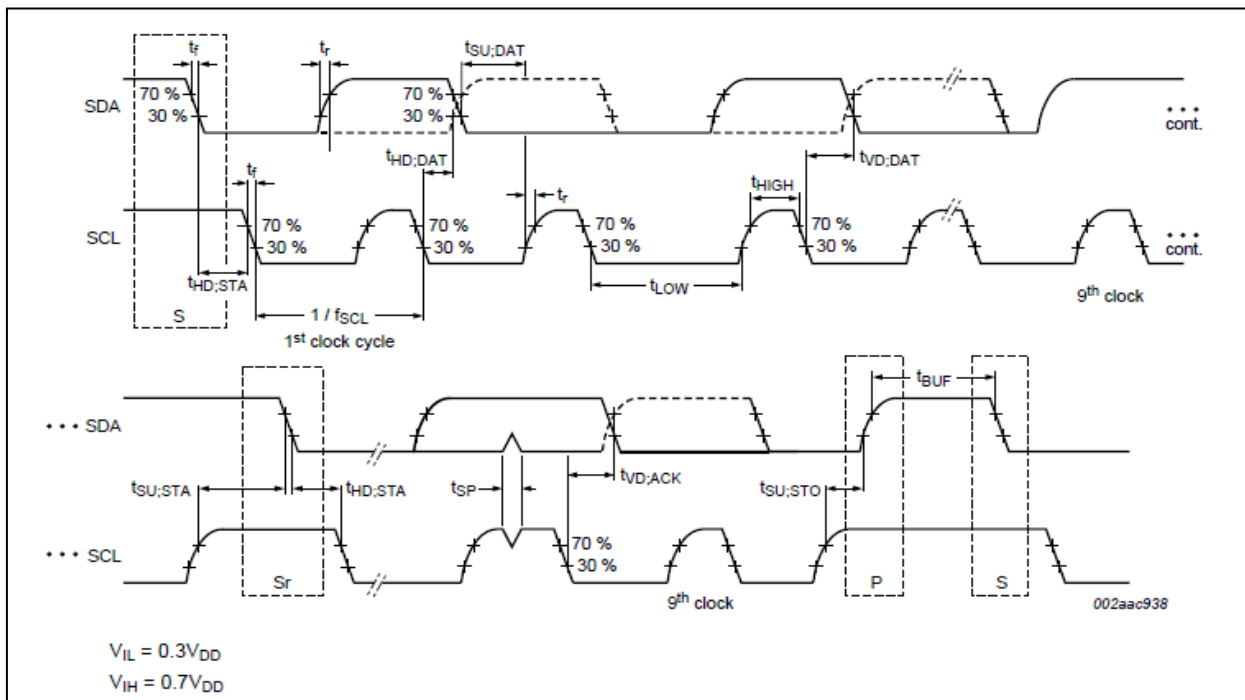 tf tr tSU;DAT
SDA 70 % 30 % 70 % 30 % cont.
tHD;DAT tVD;DAT
tf tr tHIGH
SCL 70 % 30 % 70 % 30 % 70 % 30 % 70 % 30 % cont.
tHD;STA tLOW 9th clock
S 1 / fSCL
1st clock cycle
tBUF
SDA
tSU;STA tHD;STA tSP tVD;ACK tSU;STO
SCL 70 % 30 %
Sr 9th clock P S
002aac938
VIL = 0.3VDD
VIH = 0.7VDD